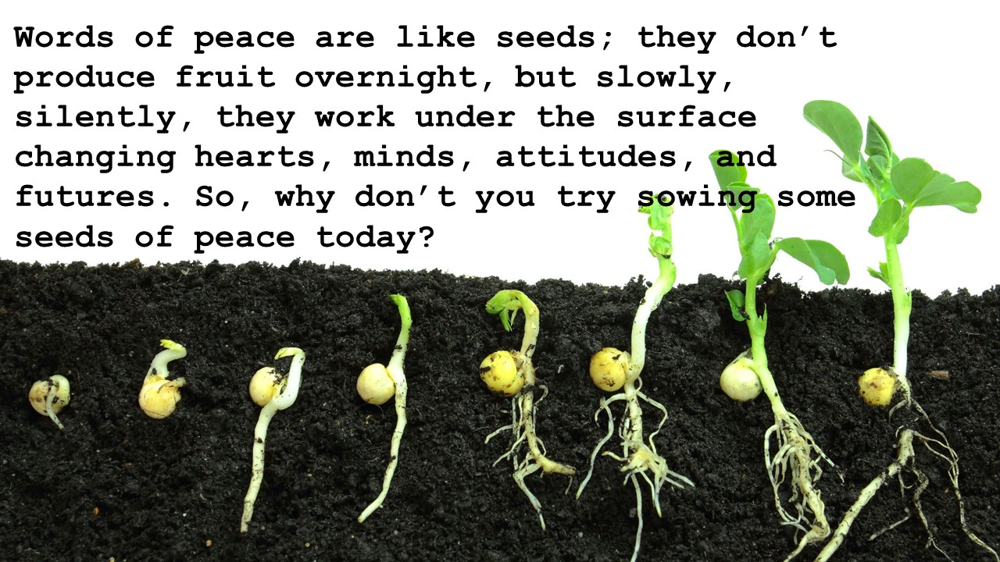 Words of peace are like seeds; they don’t
produce fruit overnight, but slowly,
silently, they work under the surface
changing hearts, minds, attitudes, and
futures. So, why don’t you try sowing some
seeds of peace today?